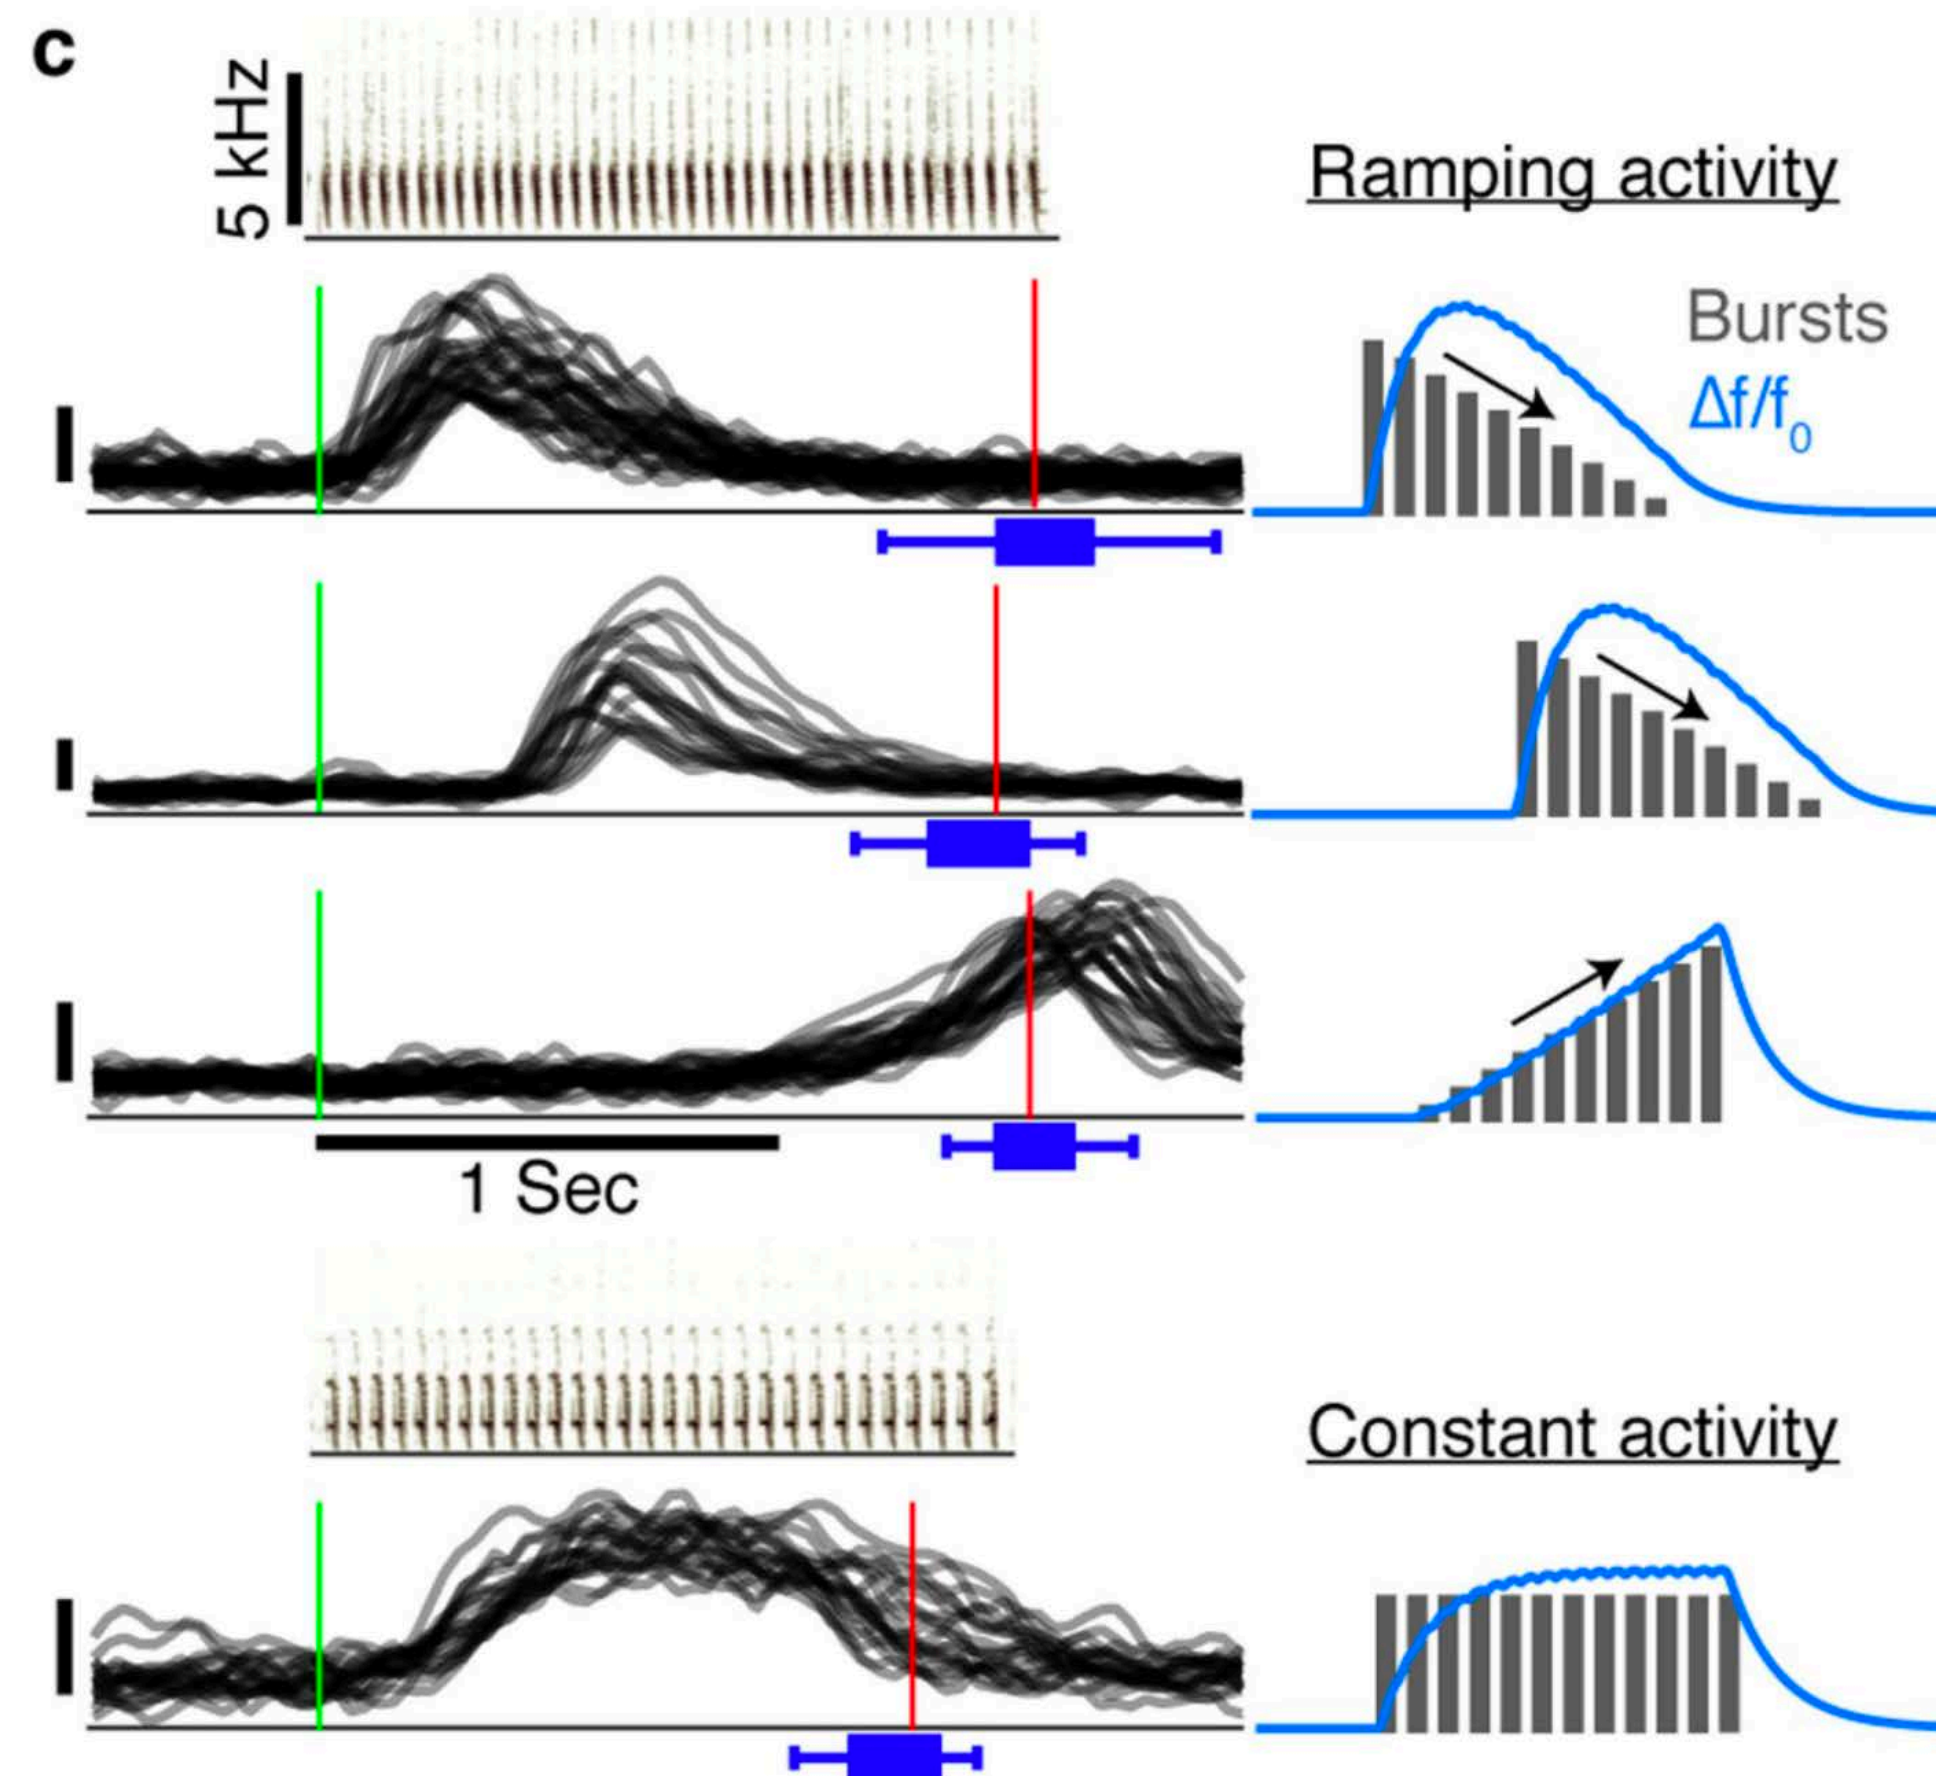 c
5 kHz
Ramping activity
Bursts
Δf/f₀
1 Sec
Constant activity